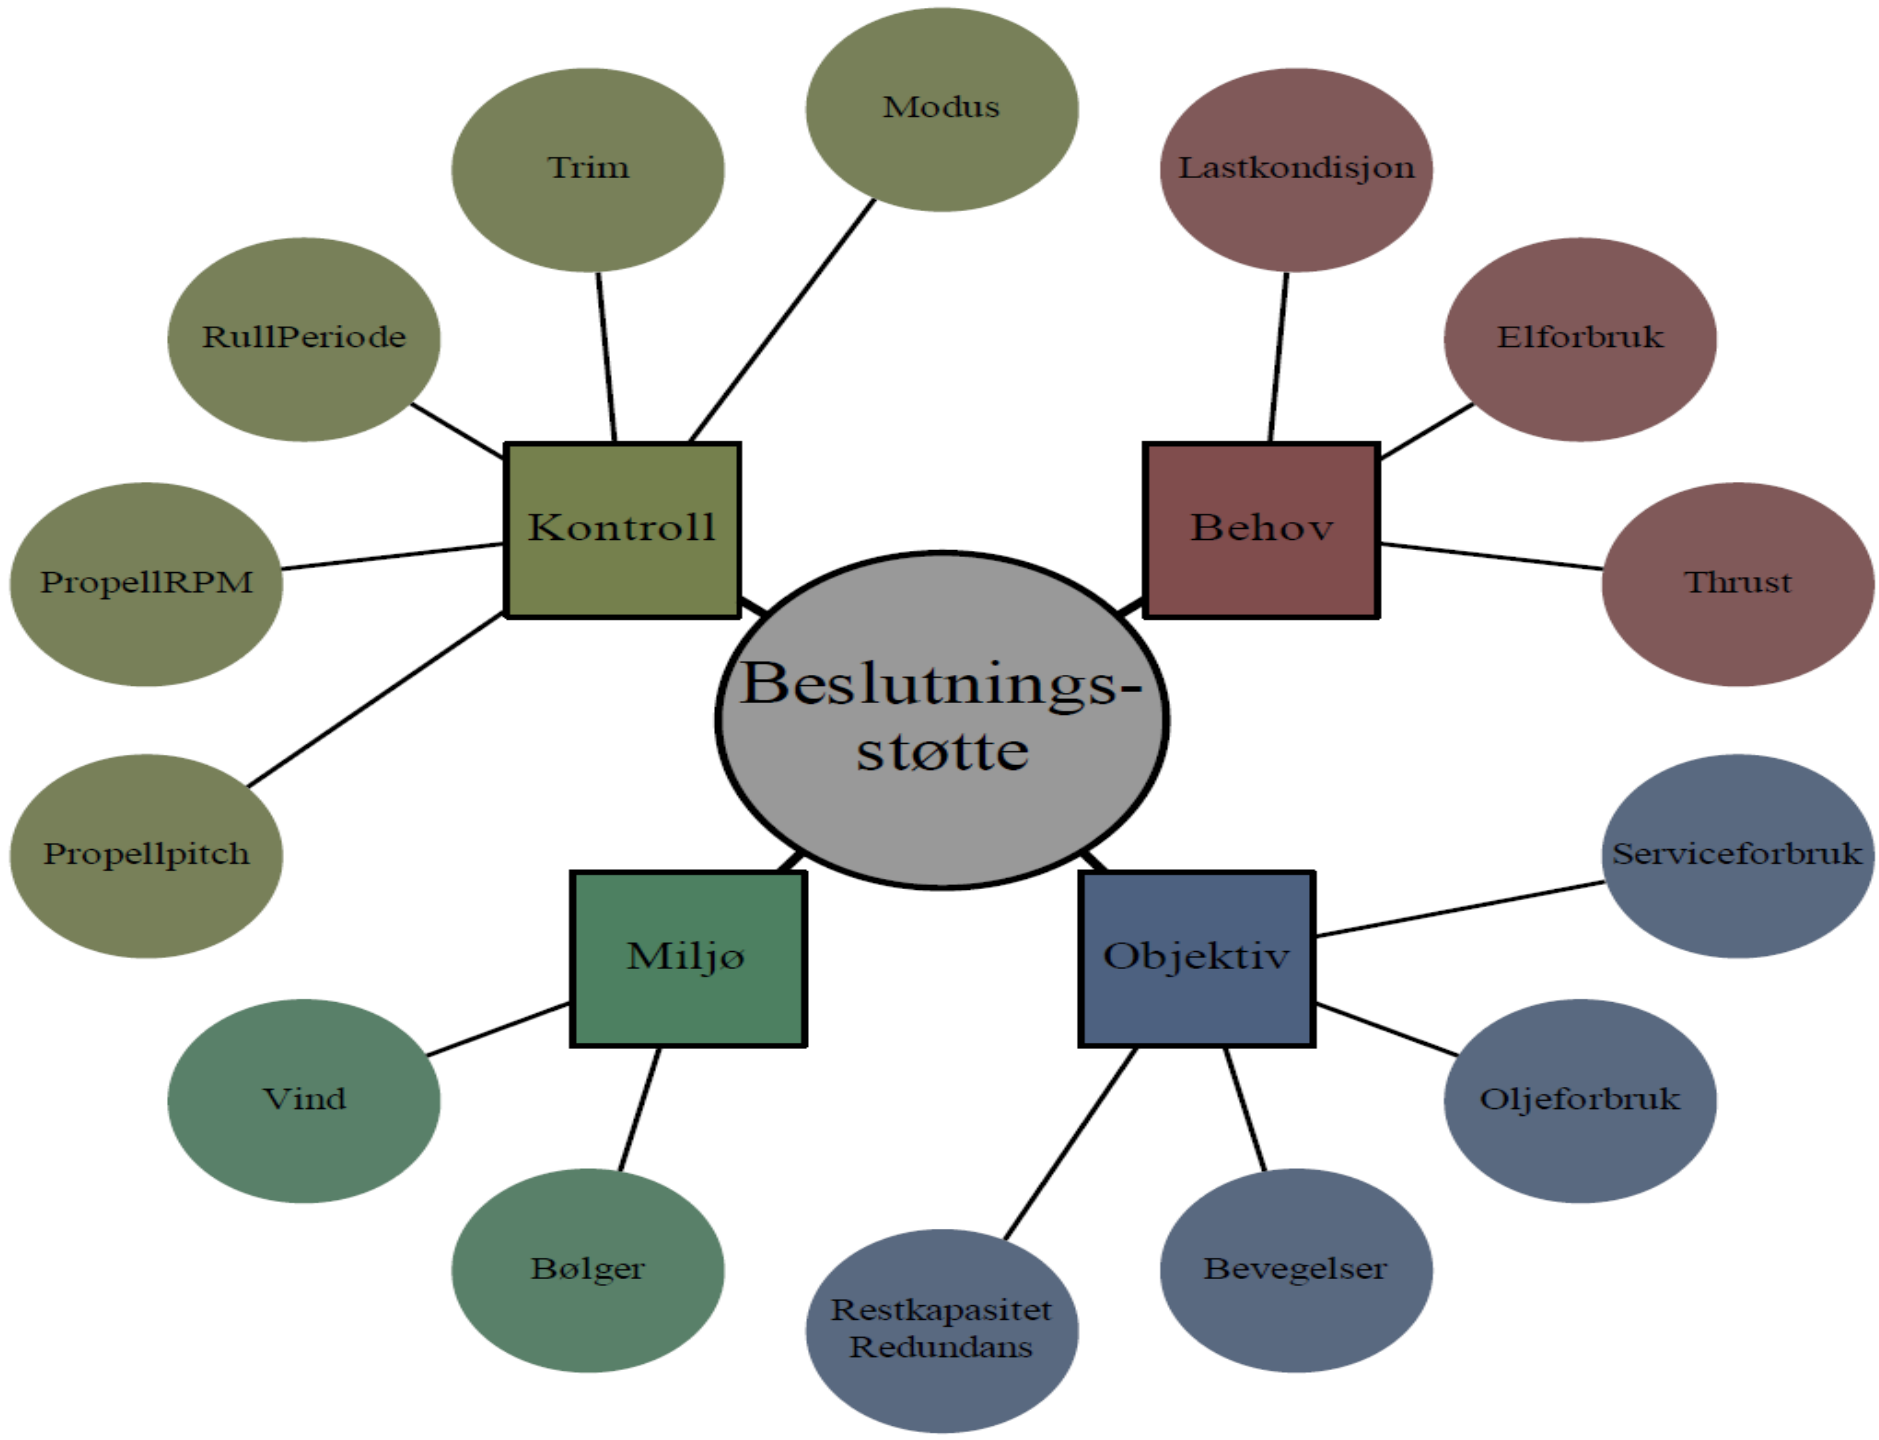 Modus
Trim
Lastkondisjon
RullPeriode
Elforbruk
Kontroll
Behov
PropellRPM
Thrust
Beslutnings-
støtte
Propellpitch
Serviceforbruk
Miljø
Objektiv
Vind
Oljeforbruk
Bølger
Bevegelser
Restkapasitet
Redundans